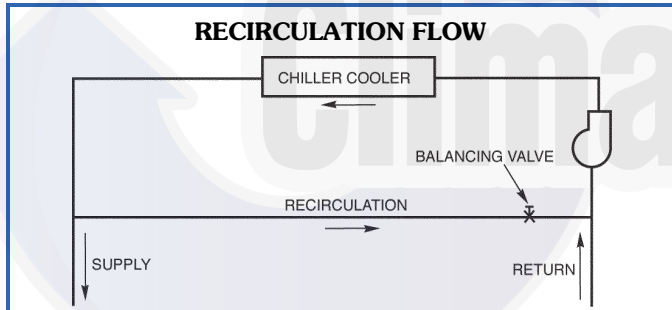 RECIRCULATION FLOW
CHILLER COOLER
BALANCING VALVE
RECIRCULATION
SUPPLY
RETURN